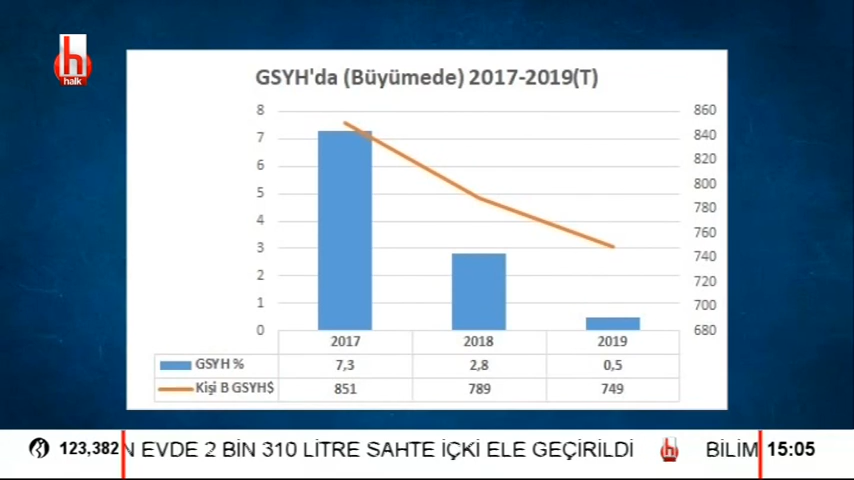 h
halk
GSYH'da (Büyümede) 2017-2019(T)
8
7
6
5
4
3
2
1
0
860
840
820
800
780
760
740
720
700
680
2017 2018 2019
GSYH % 7,3 2,8 0,5
Kişi B GSYH$ 851 789 749
123,382 N EVDE 2 BİN 310 LİTRE SAHTE İÇKİ ELE GEÇİRİLDİ h halk BİLİM 15:05